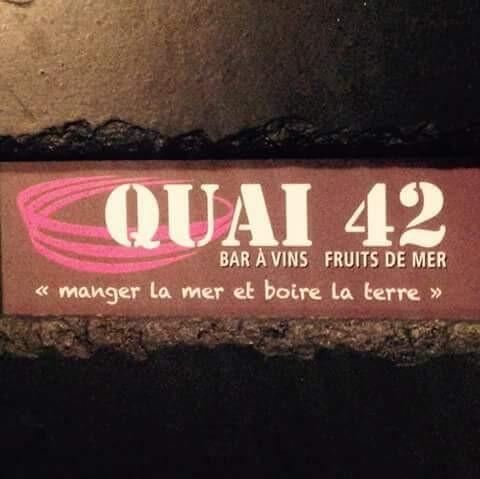 QUAI 42
BAR À VINS FRUITS DE MER
« manger la mer et boire la terre »